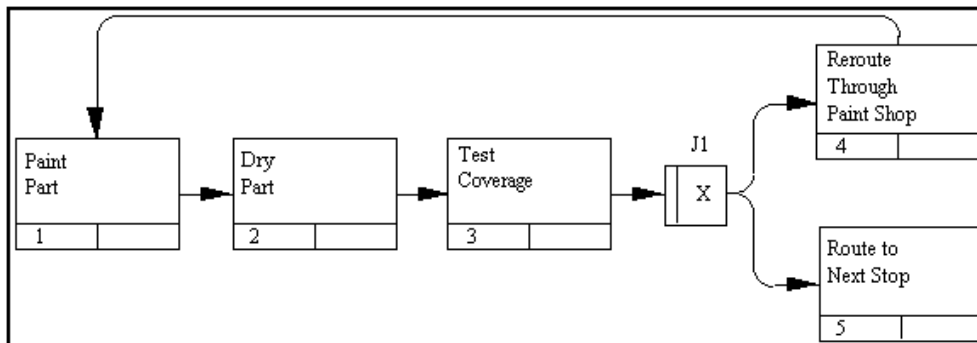 Paint
Part
1
Dry
Part
2
Test
Coverage
3
J1
X
Reroute
Through
Paint Shop
4
Route to
Next Stop
5